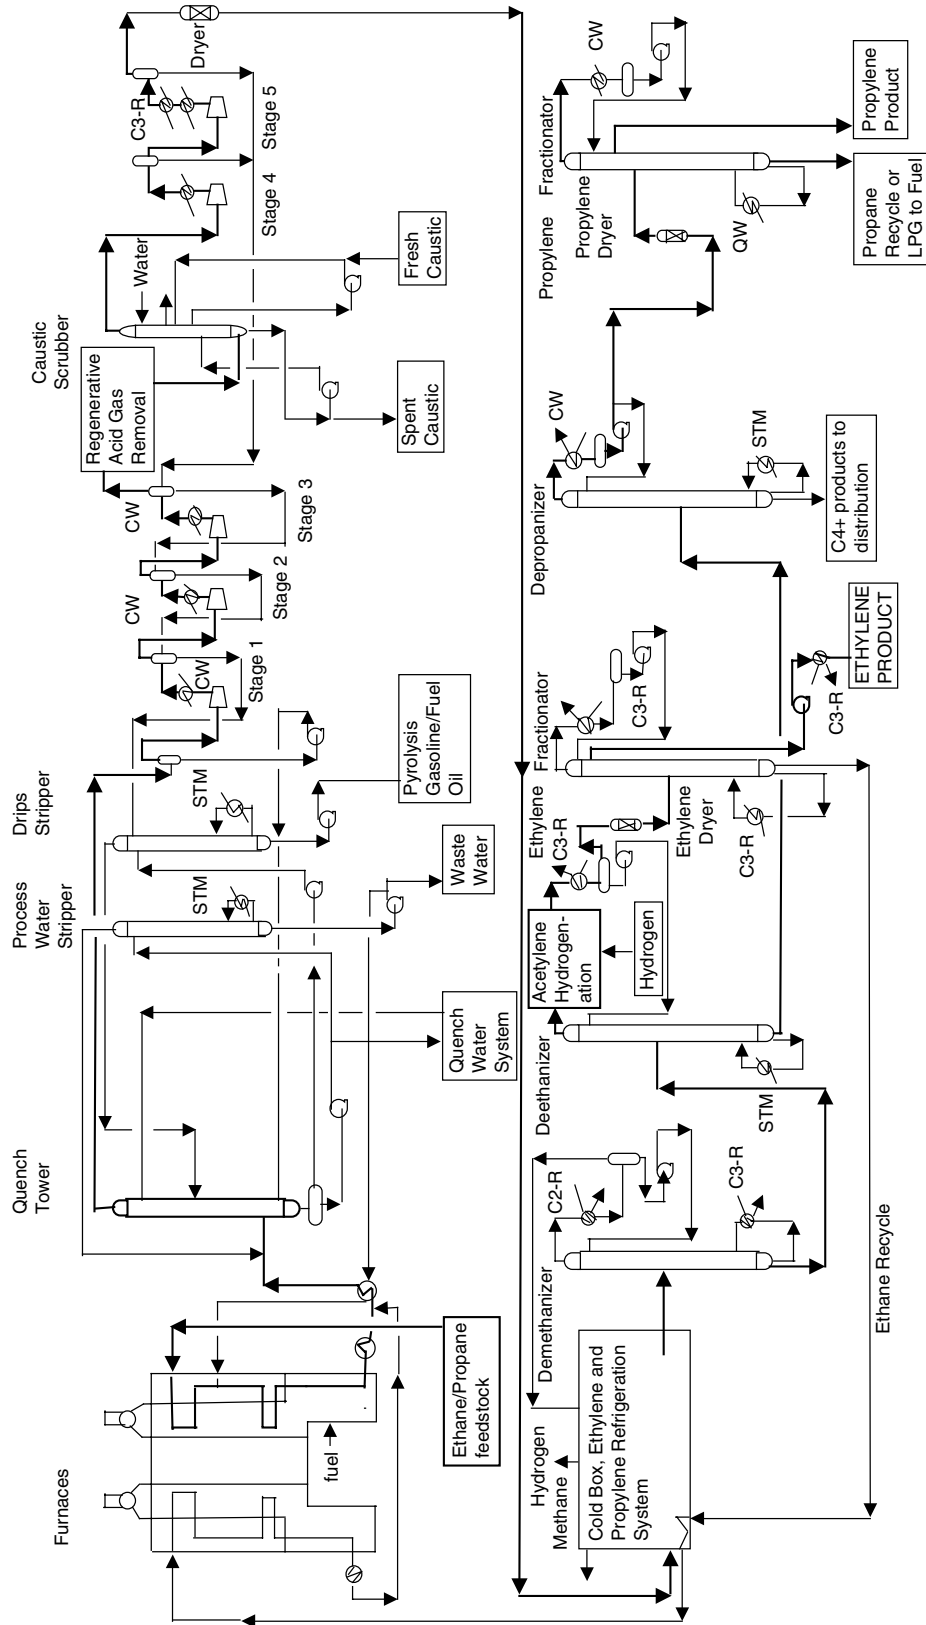 Furnaces
fuel
Ethane/Propane
feedstock
Quench
Tower
Quench
Water
System
Process
Water
Stripper
STM
Waste
Water
Drips
Stripper
STM
Pyrolysis
Gasoline/Fuel
Oil
CW
Stage 1
CW
Stage 2
CW
Stage 3
Regenerative
Acid Gas
Removal
Caustic
Scrubber
Water
Spent
Caustic
Fresh
Caustic
Stage 4
C3-R
Stage 5
Dryer
Hydrogen
Methane
Cold Box, Ethylene and
Propylene Refrigeration
System
Demethanizer
C2-R
C3-R
Ethane Recycle
Deethanizer
STM
Acetylene
Hydrogen-
ation
Hydrogen
C3-R
Ethylene Fractionator
Ethylene
Dryer
C3-R
C3-R
C3-R
ETHYLENE
PRODUCT
Depropanizer
CW
STM
C4+ products to
distribution
Propylene Fractionator
Propylene
Dryer
CW
QW
Propylene
Product
Propane
Recycle or
LPG to Fuel